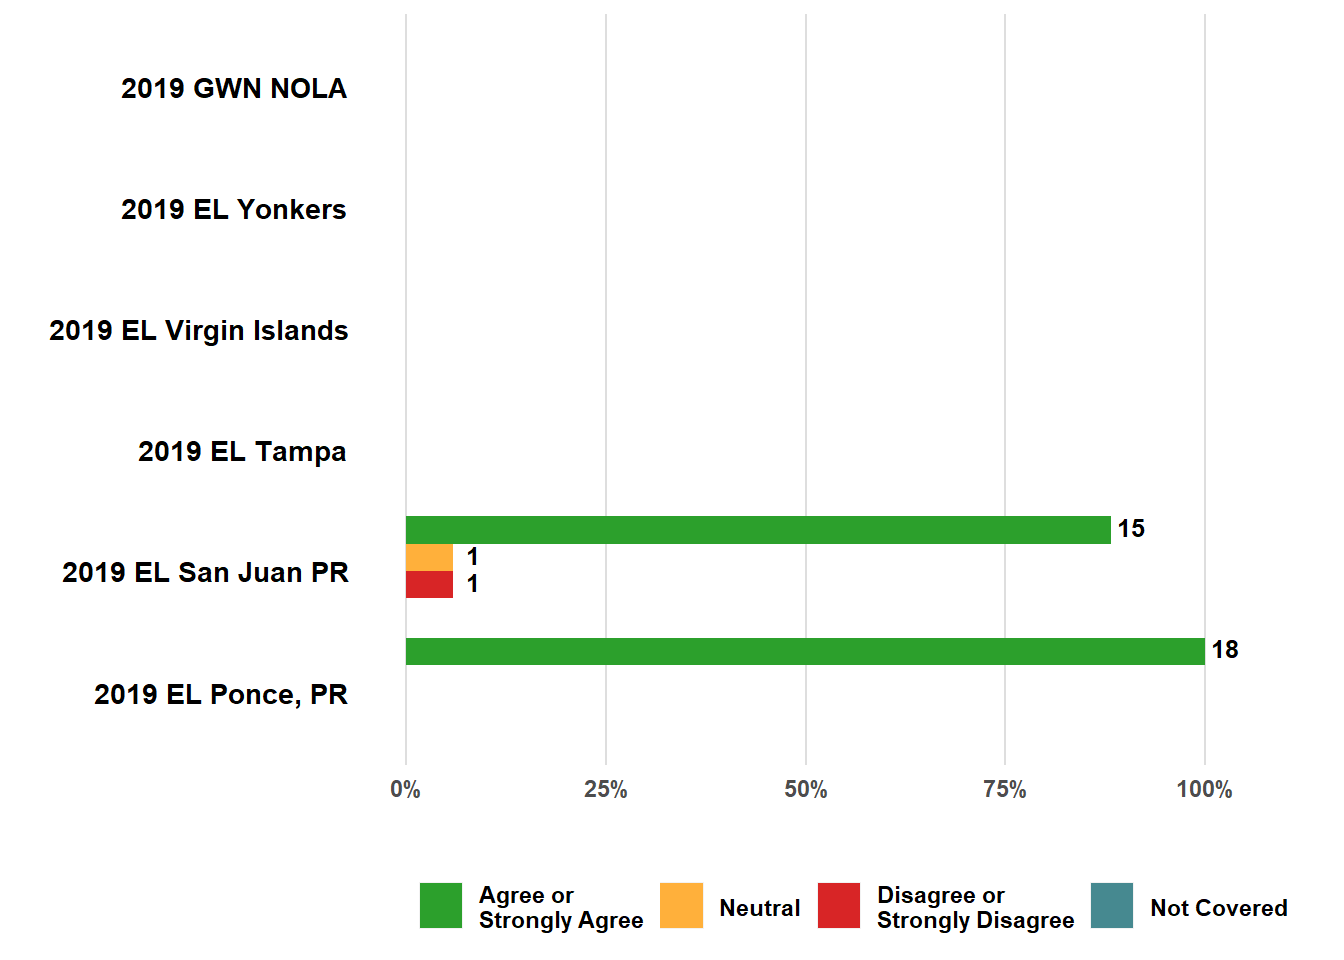 2019 GWN NOLA
2019 EL Yonkers
2019 EL Virgin Islands
2019 EL Tampa
15
1
2019 EL San Juan PR
1
18
2019 EL Ponce, PR
0%
25%
50%
75%
100%
Agree or
Strongly Agree
Neutral
Disagree or
Strongly Disagree
Not Covered